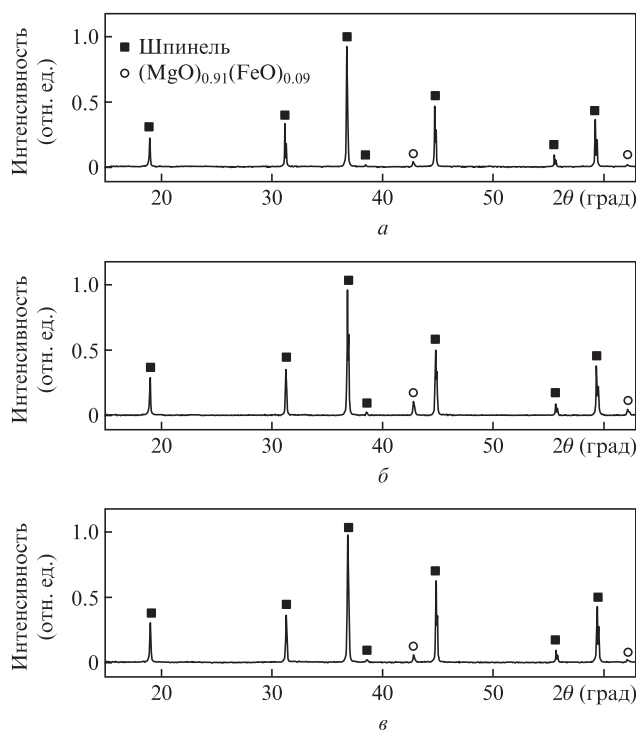 Интенсивность
(отн. ед.)
1.0
0.5
0
■ Шпинель
○ (MgO)0.91(FeO)0.09
20 30 40 50 2θ (град)
а
Интенсивность
(отн. ед.)
1.0
0.5
0
20 30 40 50 2θ (град)
б
Интенсивность
(отн. ед.)
1.0
0.5
0
20 30 40 50 2θ (град)
в